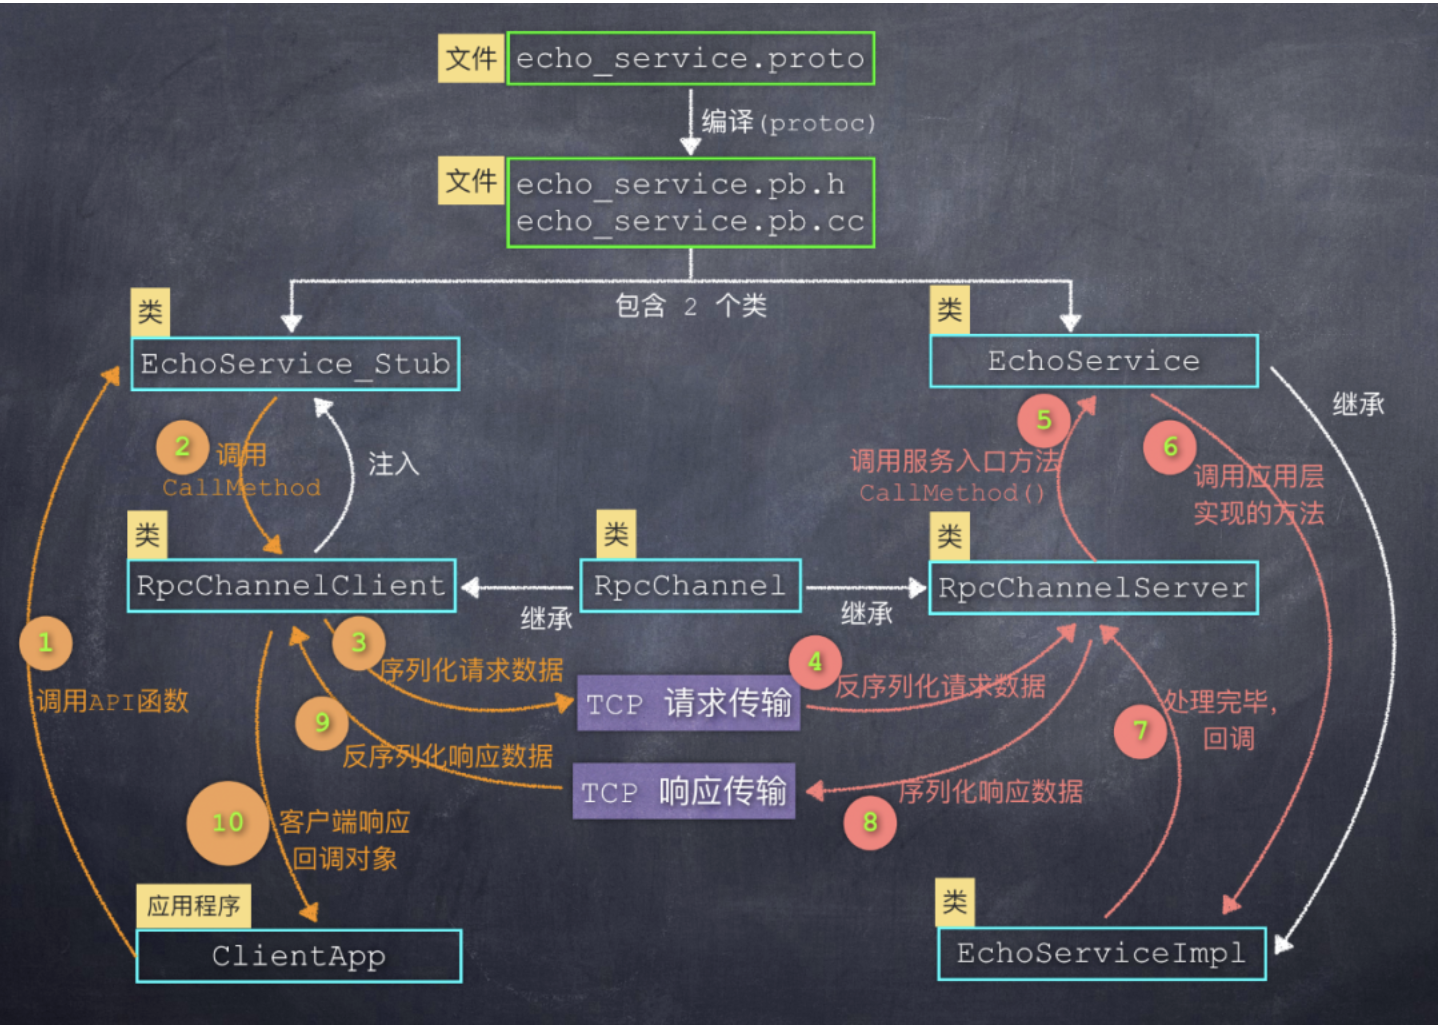 文件
echo_service.proto
编译(protoc)
文件
echo_service.pb.h
echo_service.pb.cc
包含 2 个类
类
EchoService_Stub
类
EchoService
继承
2
调用
CallMethod
注入
5
调用服务入口方法
CallMethod()
6
调用应用层
实现的方法
类
RpcChannelClient
类
RpcChannel
类
RpcChannelServer
继承
继承
1
调用API函数
3
序列化请求数据
TCP 请求传输
4
反序列化请求数据
9
反序列化响应数据
TCP 响应传输
8
序列化响应数据
7
处理完毕,
回调
10
客户端响应
回调对象
应用程序
ClientApp
类
EchoServiceImpl